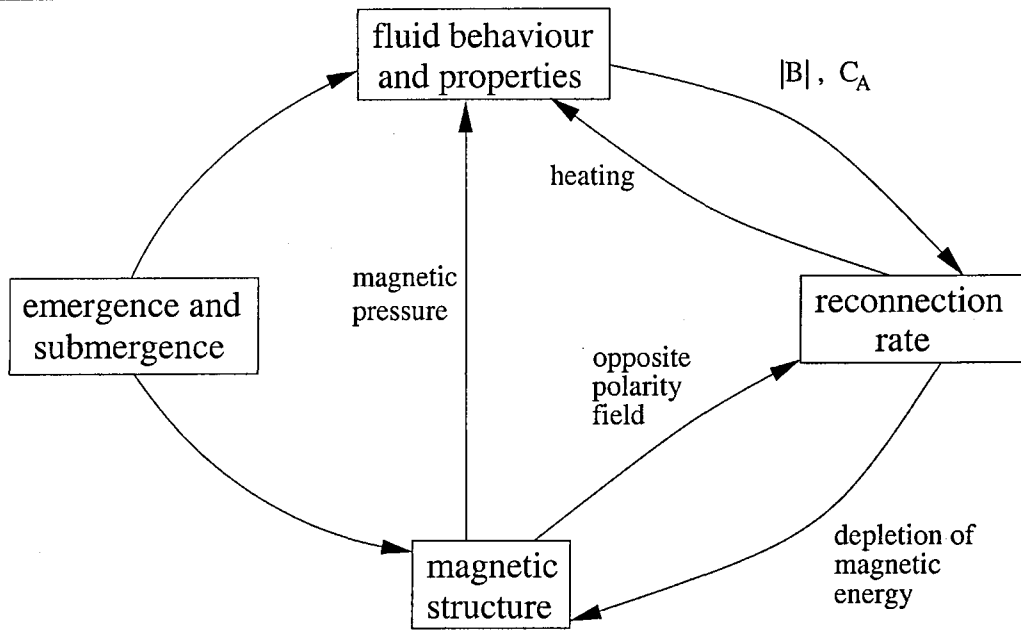 fluid behaviour
and properties
|B| , C_A
heating
magnetic
pressure
emergence and
submergence
reconnection
rate
opposite
polarity
field
magnetic
structure
depletion of
magnetic
energy